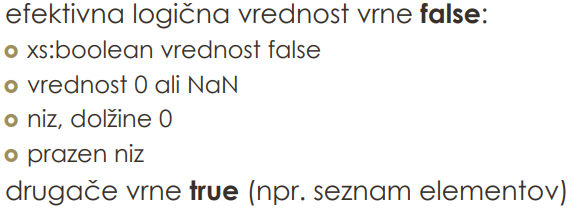 efektivna logična vrednost vrne false:
xs:boolean vrednost false
vrednost 0 ali NaN
niz, dolžine 0
prazen niz
drugače vrne true (npr. seznam elementov)